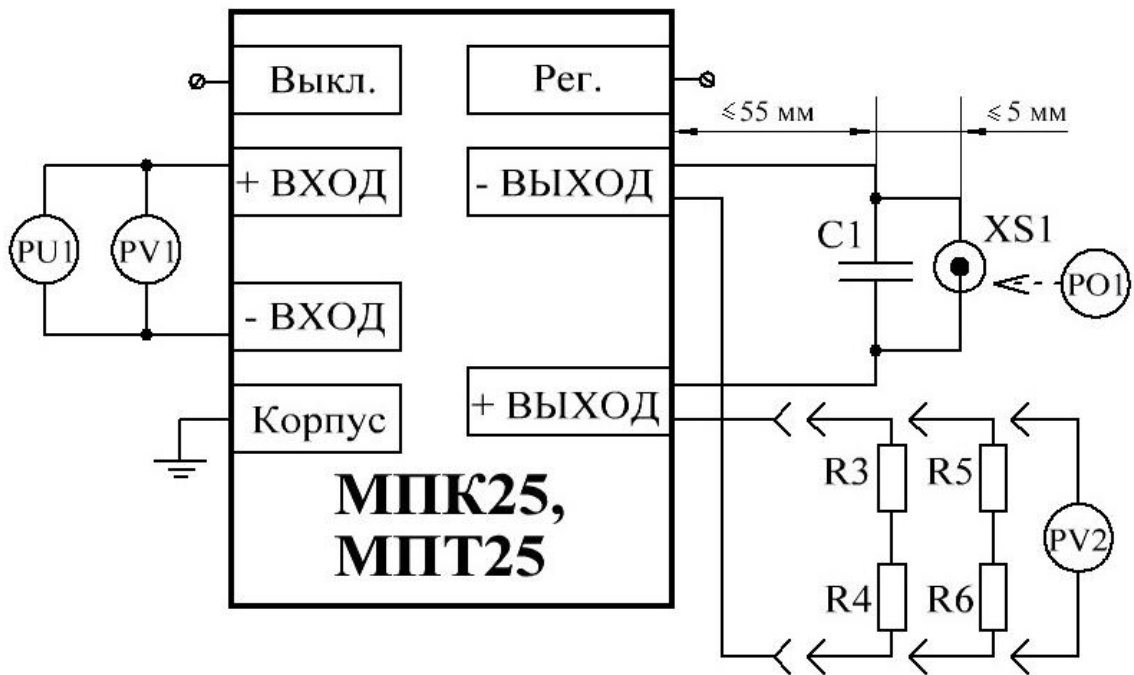 Выкл.
Рег.
≤55 мм
≤5 мм
+ ВХОД
- ВЫХОД
C1
XS1
PU1
PV1
PO1
- ВХОД
+ ВЫХОД
Корпус
R3
R5
МПК25,
МПТ25
PV2
R4
R6